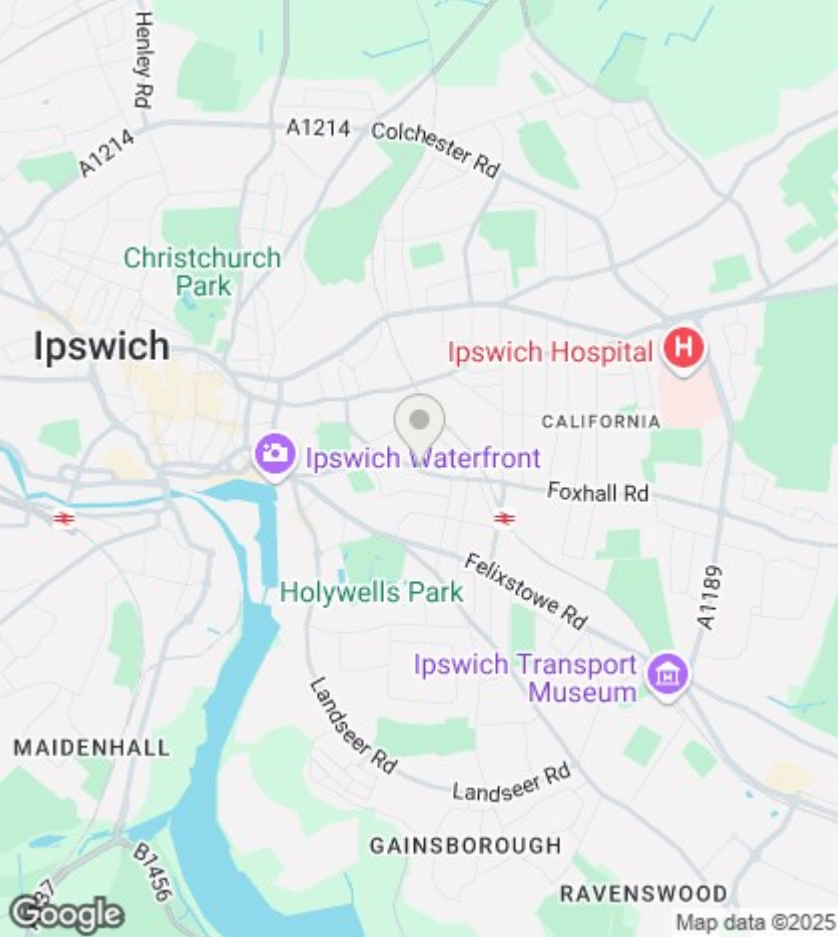 Henley Rd
A1214
A1214
Colchester Rd
Christchurch
Park
Ipswich
Ipswich Hospital
H
CALIFORNIA
Ipswich Waterfront
Foxhall Rd
Felixstowe Rd
Holywells Park
A1189
Ipswich Transport
Museum
Landseer Rd
MAIDENHALL
Landseer Rd
GAINSBOROUGH
B1456
RAVENSWOOD
Google
Map data ©2025